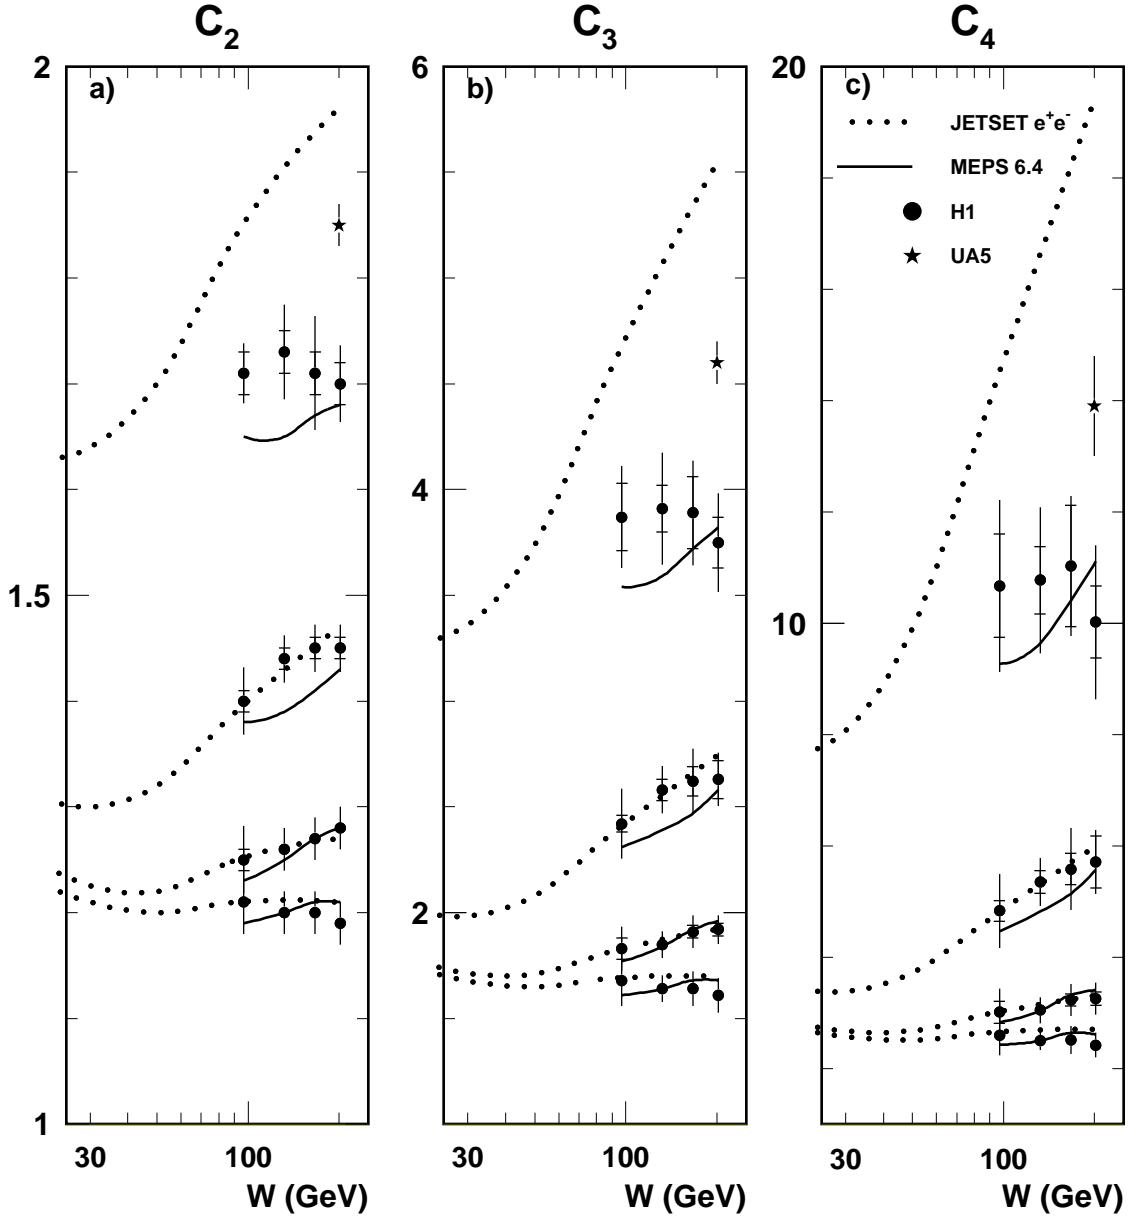 C2 C3 C4
2 6 20
a) b) c)
JETSET e+e-
MEPS 6.4
H1
UA5
4
1.5 10
2
1
30 100 30 100 30 100
W (GeV) W (GeV) W (GeV)